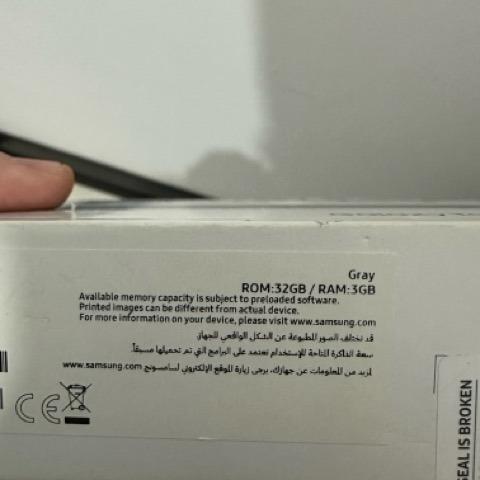 Gray
ROM:32GB / RAM:3GB
Available memory capacity is subject to preloaded software.
Printed images can be different from actual device.
For more information on your device, please visit www.samsung.com
قد تختلف الصور المطبوعة عن الشكل الواقعي للجهاز
سعة الذاكرة المتاحة للإستخدام تعتمد على البرامج التي تم تحميلها مسبقاً.
لمزيد من المعلومات عن جهازك، يرجى زيارة الموقع الإلكتروني لسامسونج www.samsung.com
CE
SEAL IS BROKEN